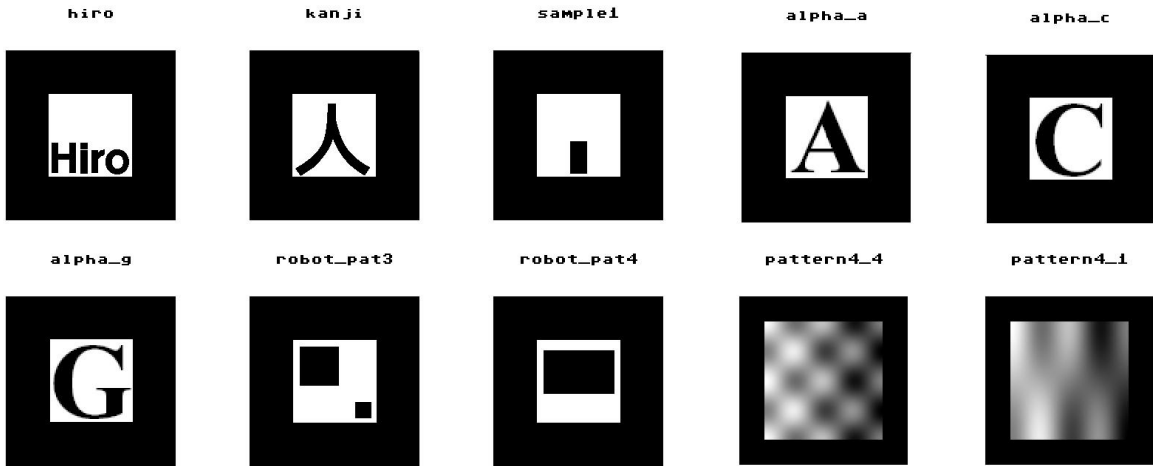 hiro kanji sample1 alpha_a alpha_c
Hiro 人 A C
alpha_g robot_pat3 robot_pat4 pattern4_4 pattern4_1
G